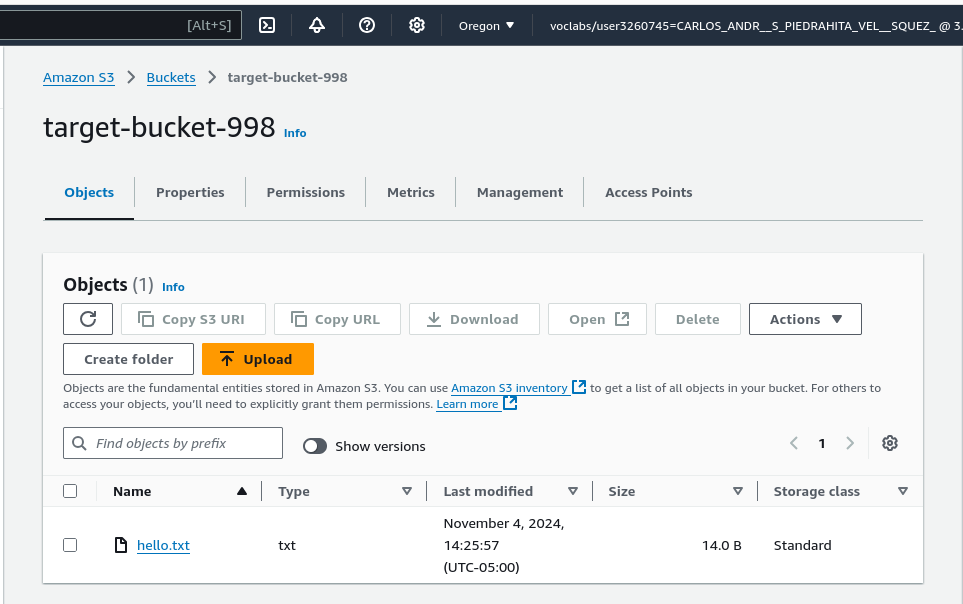 [Alt+S] Oregon voclabs/user3260745=CARLOS_ANDR__S_PIEDRAHITA_VEL__SQUEZ_ @ 3.
Amazon S3 Buckets target-bucket-998
target-bucket-998 Info
Objects Properties Permissions Metrics Management Access Points
Objects (1) Info
Copy S3 URI Copy URL Download Open Delete Actions
Create folder Upload
Objects are the fundamental entities stored in Amazon S3. You can use Amazon S3 inventory to get a list of all objects in your bucket. For others to
access your objects, you'll need to explicitly grant them permissions. Learn more
Find objects by prefix Show versions 1
Name Type Last modified Size Storage class
November 4, 2024,
hello.txt txt 14:25:57 14.0 B Standard
(UTC-05:00)